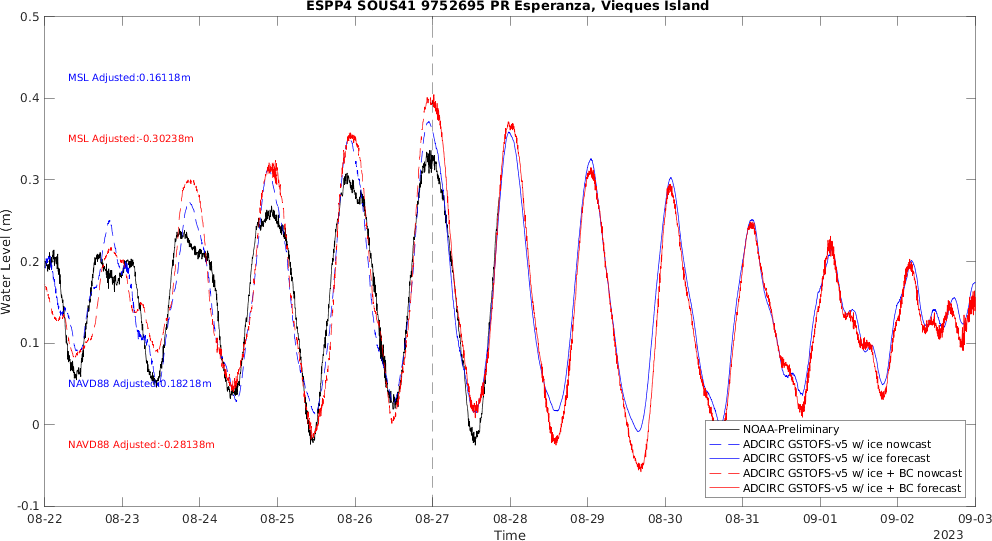 ESPP4 SOUS41 9752695 PR Esperanza, Vieques Island
0.5
MSL Adjusted:0.16118m
0.4
MSL Adjusted:-0.30238m
0.3
0.2
Water Level (m)
0.1
NAVD88 Adjusted:0.18218m
0
NAVD88 Adjusted:-0.28138m
-0.1
NOAA-Preliminary
ADCIRC GSTOFS-v5 w/ ice nowcast
ADCIRC GSTOFS-v5 w/ ice forecast
ADCIRC GSTOFS-v5 w/ ice + BC nowcast
ADCIRC GSTOFS-v5 w/ ice + BC forecast
08-22 08-23 08-24 08-25 08-26 08-27 08-28 08-29 08-30 08-31 09-01 09-02 09-03
Time
2023